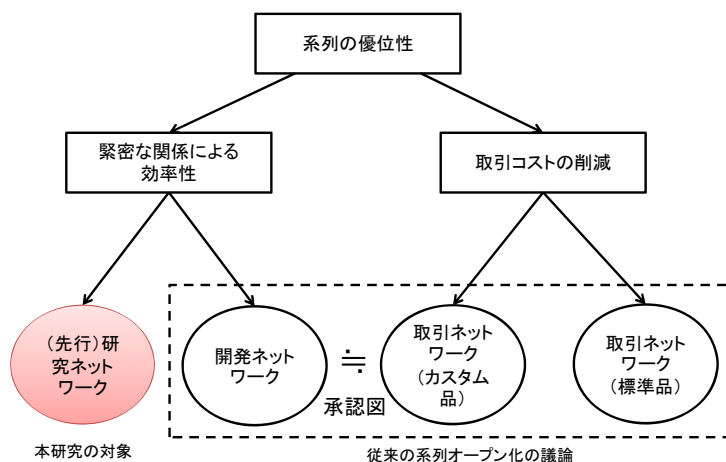 系列の優位性
緊密な関係による
効率性
取引コストの削減
（先行）研
究ネット
ワーク
開発ネット
ワーク
≒
承認図
取引ネット
ワーク
（カスタム
品）
取引ネット
ワーク
（標準品）
本研究の対象
従来の系列オープン化の議論